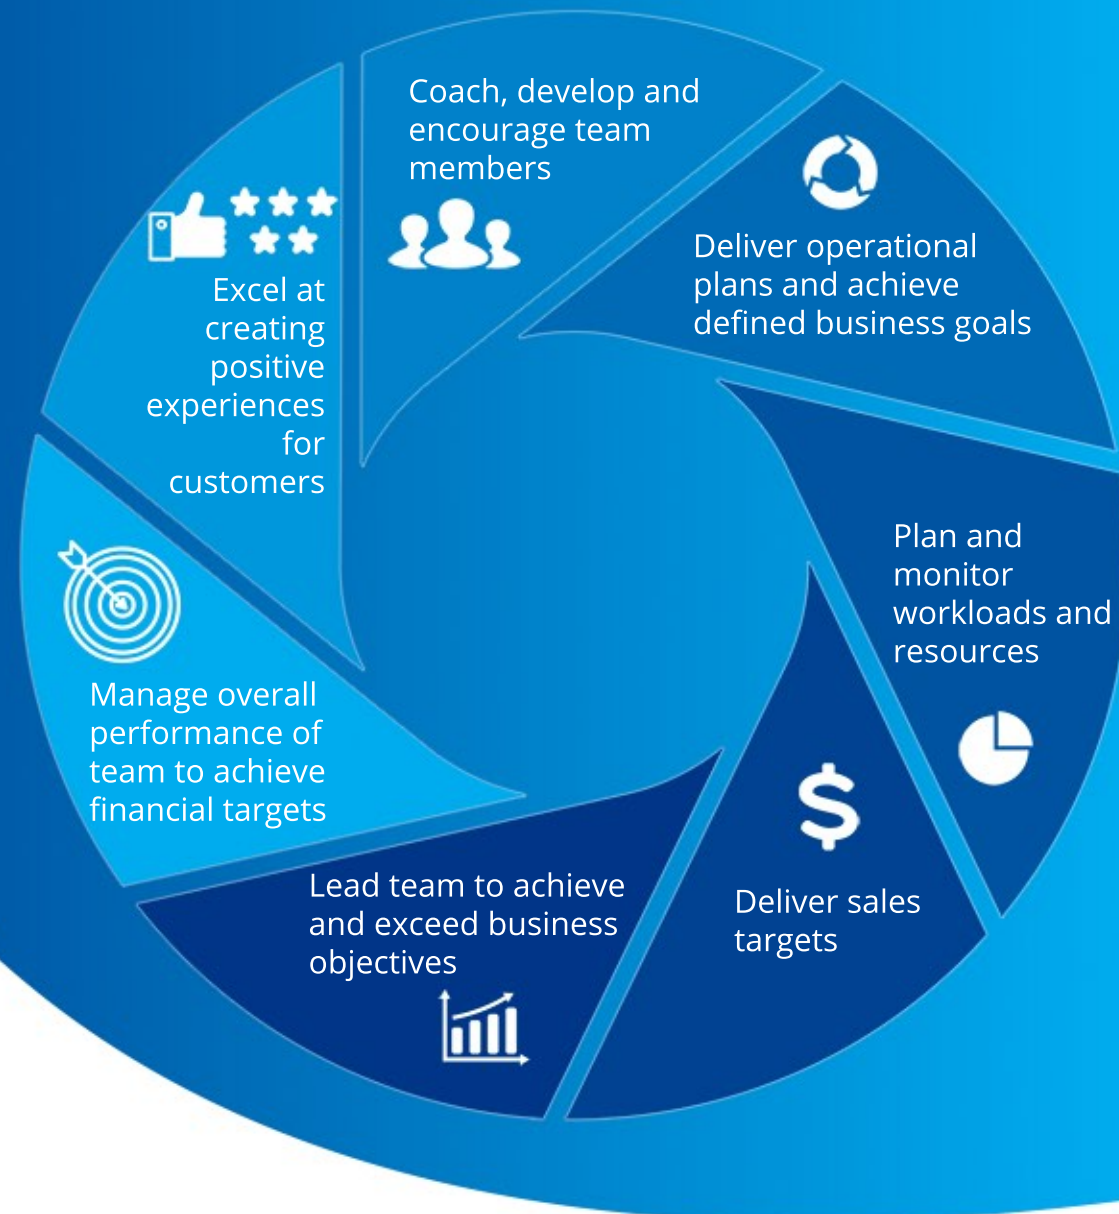 Coach, develop and
encourage team
members
Deliver operational
plans and achieve
defined business goals
Plan and
monitor
workloads and
resources
Deliver sales
targets
Lead team to achieve
and exceed business
objectives
Manage overall
performance of
team to achieve
financial targets
Excel at
creating
positive
experiences
for
customers